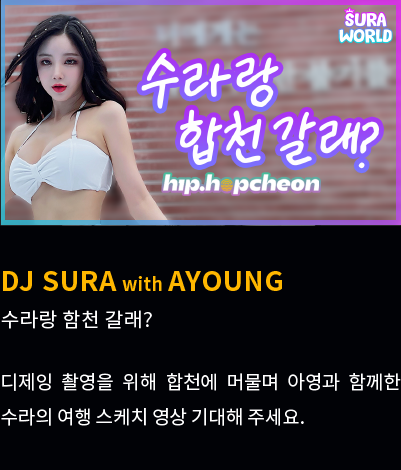 SURA
WORLD
수라랑
합천 갈래?
hip.hopcheon
DJ SURA with AYOUNG
수라랑 함천 갈래?
디제잉 촬영을 위해 합천에 머물며 아영과 함께한
수라의 여행 스케치 영상 기대해 주세요.